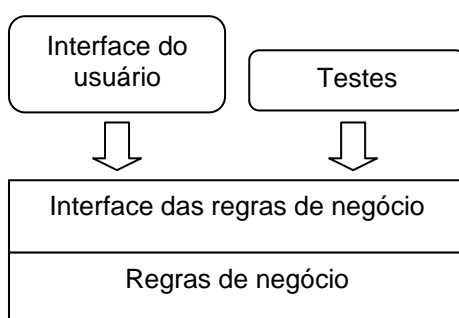 Interface do
usuário
Testes
Interface das regras de negócio
Regras de negócio